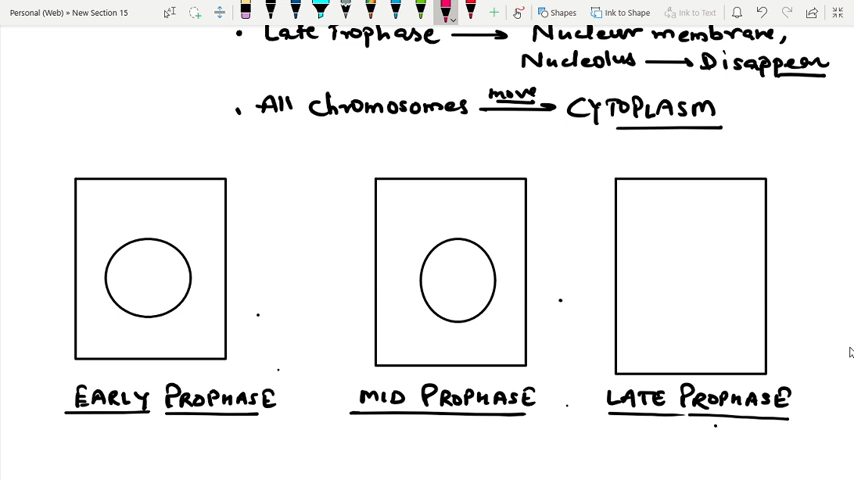 Personal (Web) » New Section 15
Shapes
Ink to Shape
Ink to Text
• Late Prophase → Nuclear membrane,
Nucleolus → Disappear
• All chromosomes move → CYTOPLASM
EARLY PROPHASE
MID PROPHASE
LATE PROPHASE